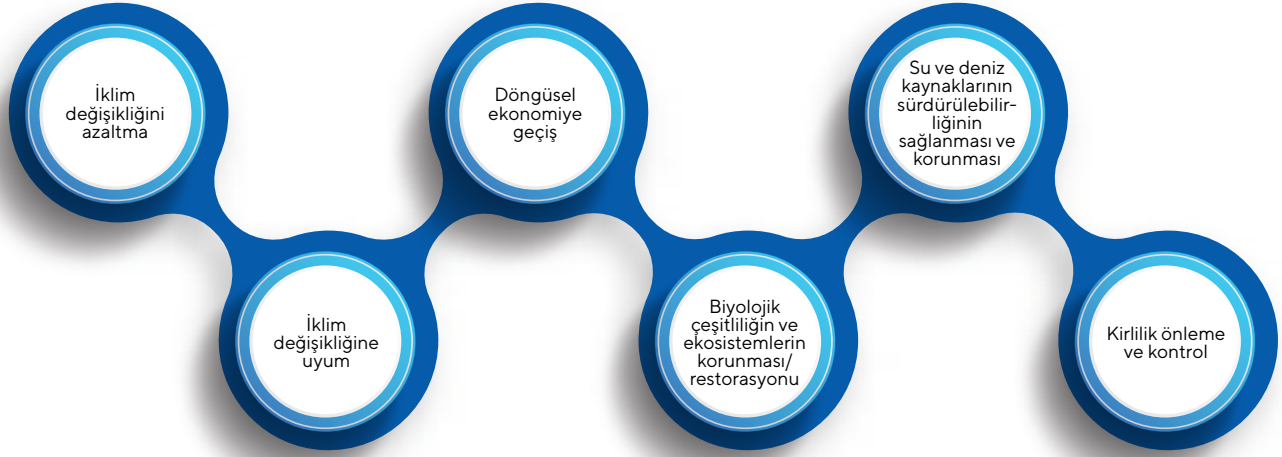 İklim
değişikliğini
azaltma
İklim
değişikliğine
uyum
Döngüsel
ekonomiye
geçiş
Biyolojik
çeşitliliğin ve
ekosistemlerin
korunması/
restorasyonu
Su ve deniz
kaynaklarının
sürdürülebilir-
liğinin
sağlanması ve
korunması
Kirlilik önleme
ve kontrol